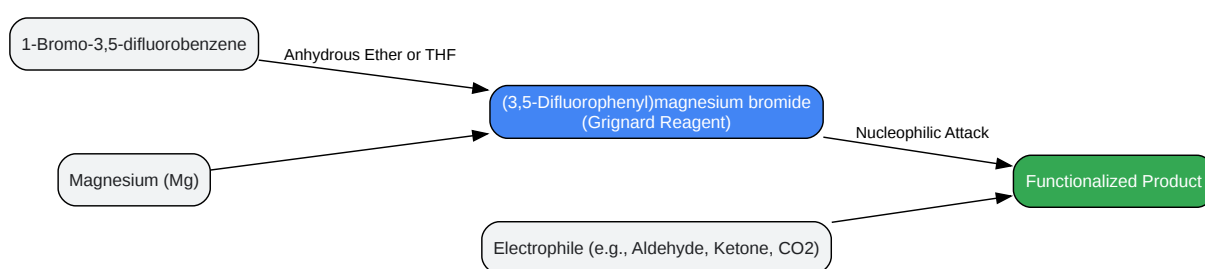 1-Bromo-3,5-difluorobenzene
Anhydrous Ether or THF
(3,5-Difluorophenyl)magnesium bromide
(Grignard Reagent)
Nucleophilic Attack
Magnesium (Mg)
Functionalized Product
Electrophile (e.g., Aldehyde, Ketone, CO2)